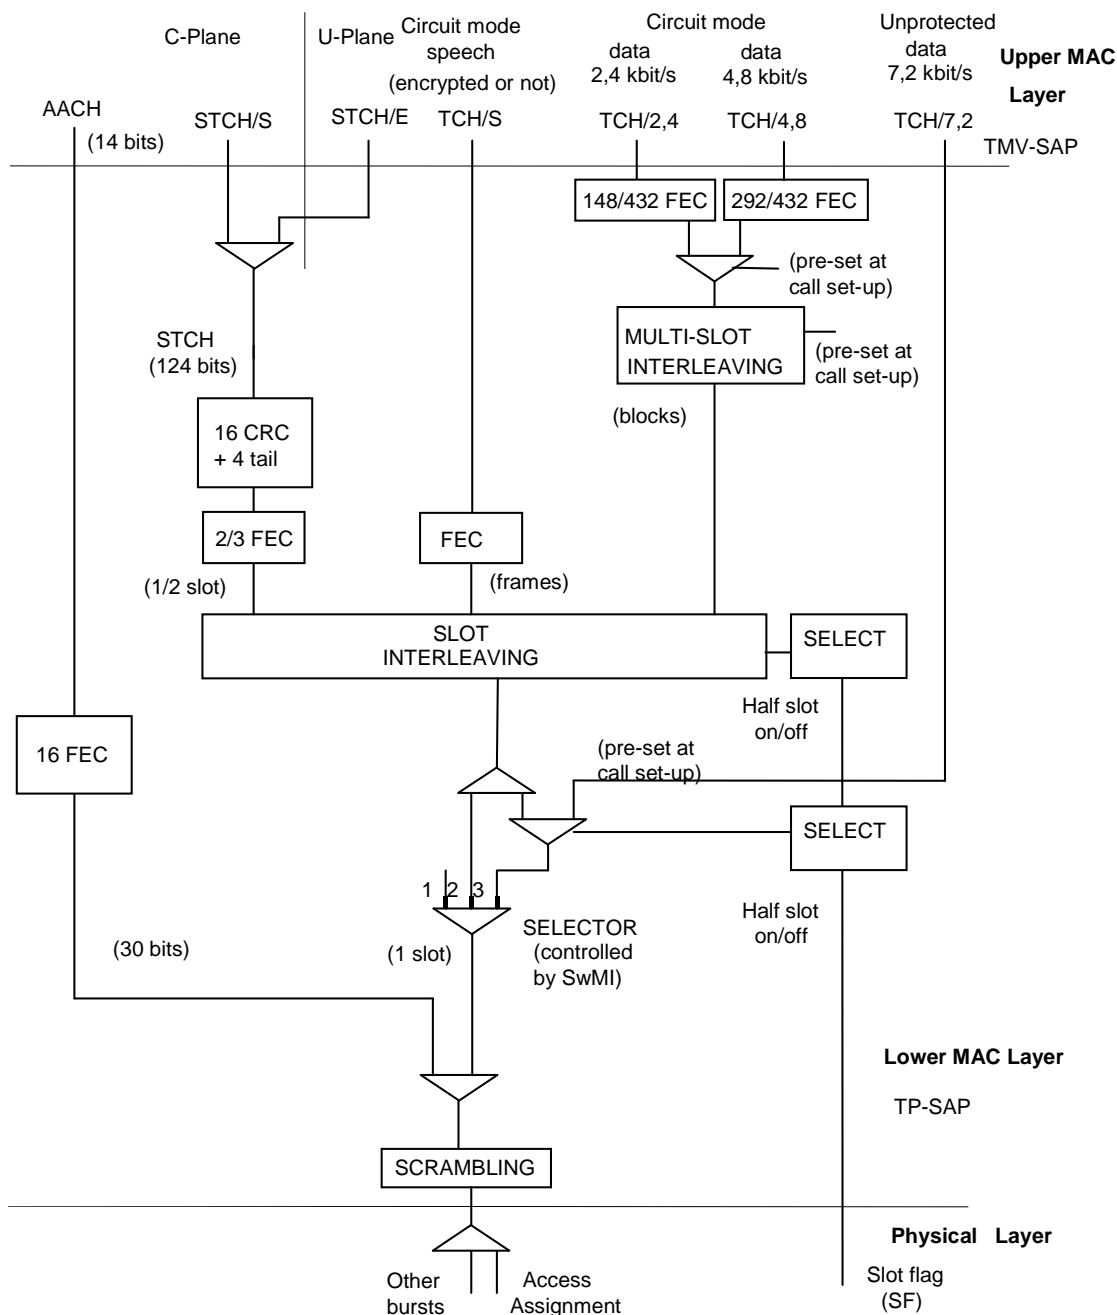 C-Plane
U-Plane
Circuit mode
speech
(encrypted or not)
Circuit mode
data
2,4 kbit/s
data
4,8 kbit/s
Unprotected
data
7,2 kbit/s
Upper MAC
Layer
AACH
(14 bits)
STCH/S
STCH/E
TCH/S
TCH/2,4
TCH/4,8
TCH/7,2
TMV-SAP
148/432 FEC
292/432 FEC
(pre-set at
call set-up)
STCH
(124 bits)
MULTI-SLOT
INTERLEAVING
(pre-set at
call set-up)
(blocks)
16 CRC
+ 4 tail
2/3 FEC
FEC
(1/2 slot)
(frames)
SLOT
INTERLEAVING
SELECT
Half slot
on/off
16 FEC
(pre-set at
call set-up)
SELECT
1 2 3
Half slot
on/off
SELECTOR
(controlled
by SwMI)
(30 bits)
(1 slot)
Lower MAC Layer
TP-SAP
SCRAMBLING
Physical Layer
Other
bursts
Access
Assignment
Slot flag
(SF)